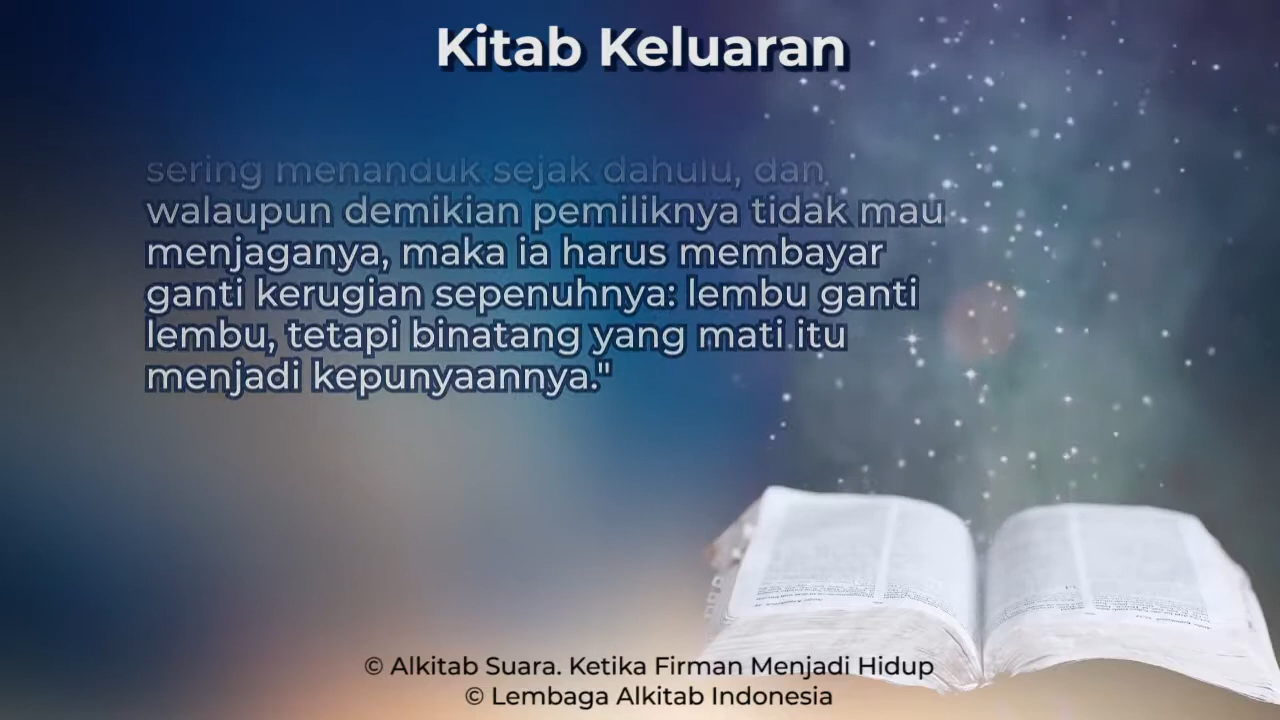 Kitab Keluaran
sering menanduk sejak dahulu, dan
walaupun demikian pemiliknya tidak mau
menjaganya, maka ia harus membayar
ganti kerugian sepenuhnya: lembu ganti
lembu, tetapi binatang yang mati itu
menjadi kepunyaannya."
© Alkitab Suara. Ketika Firman Menjadi Hidup
© Lembaga Alkitab Indonesia